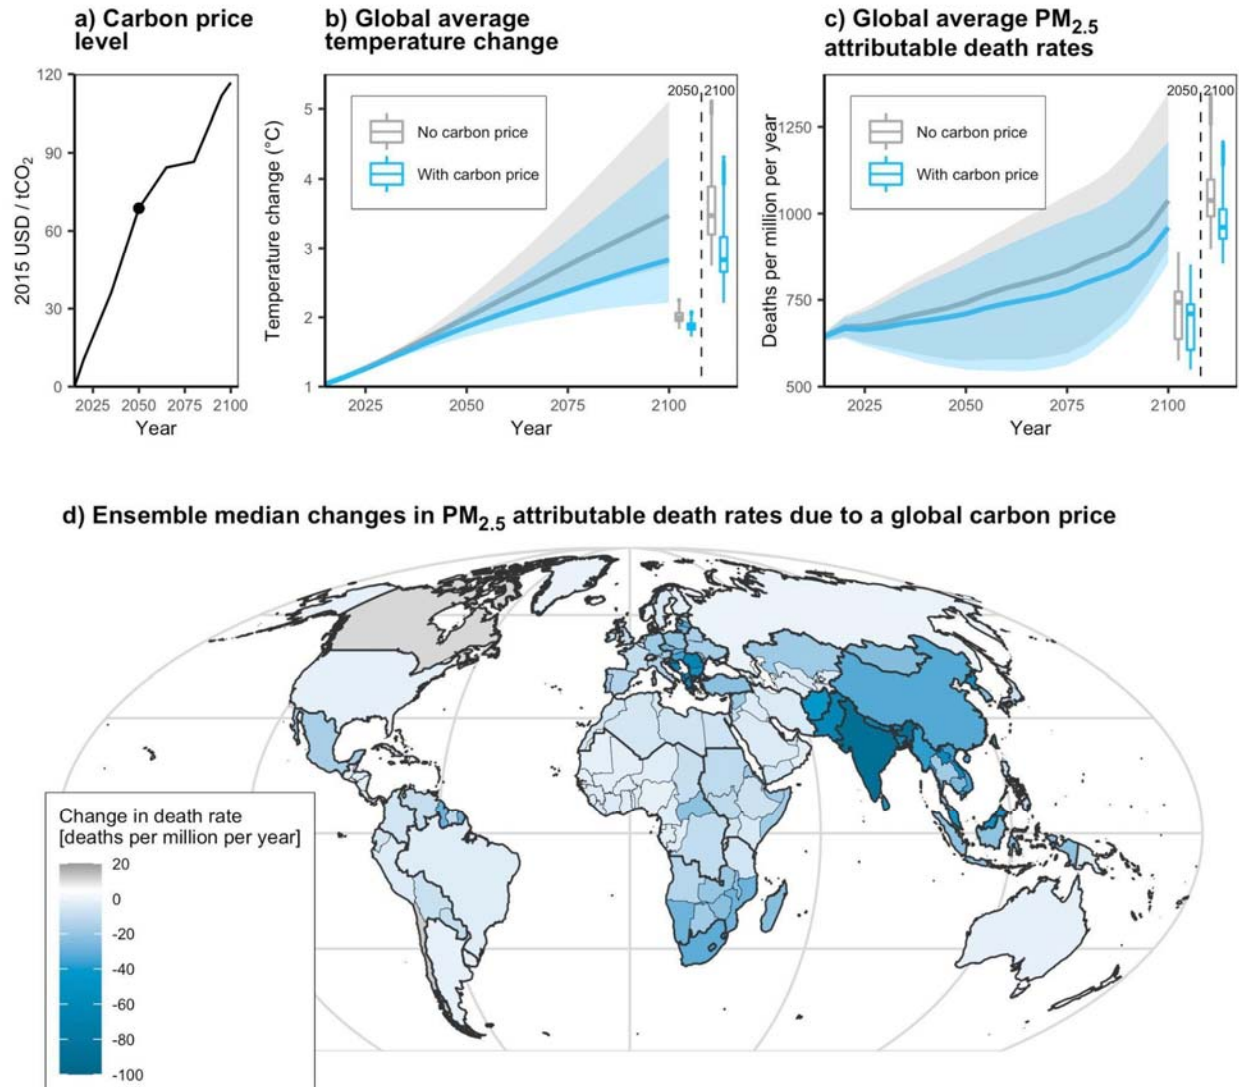 a) Carbon price
level
120
90
60
30
0
2015 USD / tCO2
2025 2050 2075 2100
Year
b) Global average
temperature change
5
4
3
2
1
Temperature change (°C)
No carbon price
With carbon price
2050 2100
2025 2050 2075 2100
Year
c) Global average PM2.5
attributable death rates
1250
1000
750
500
Deaths per million per year
No carbon price
With carbon price
2050 2100
2025 2050 2075 2100
Year
d) Ensemble median changes in PM2.5 attributable death rates due to a global carbon price
Change in death rate
[deaths per million per year]
20
0
-20
-40
-60
-80
-100